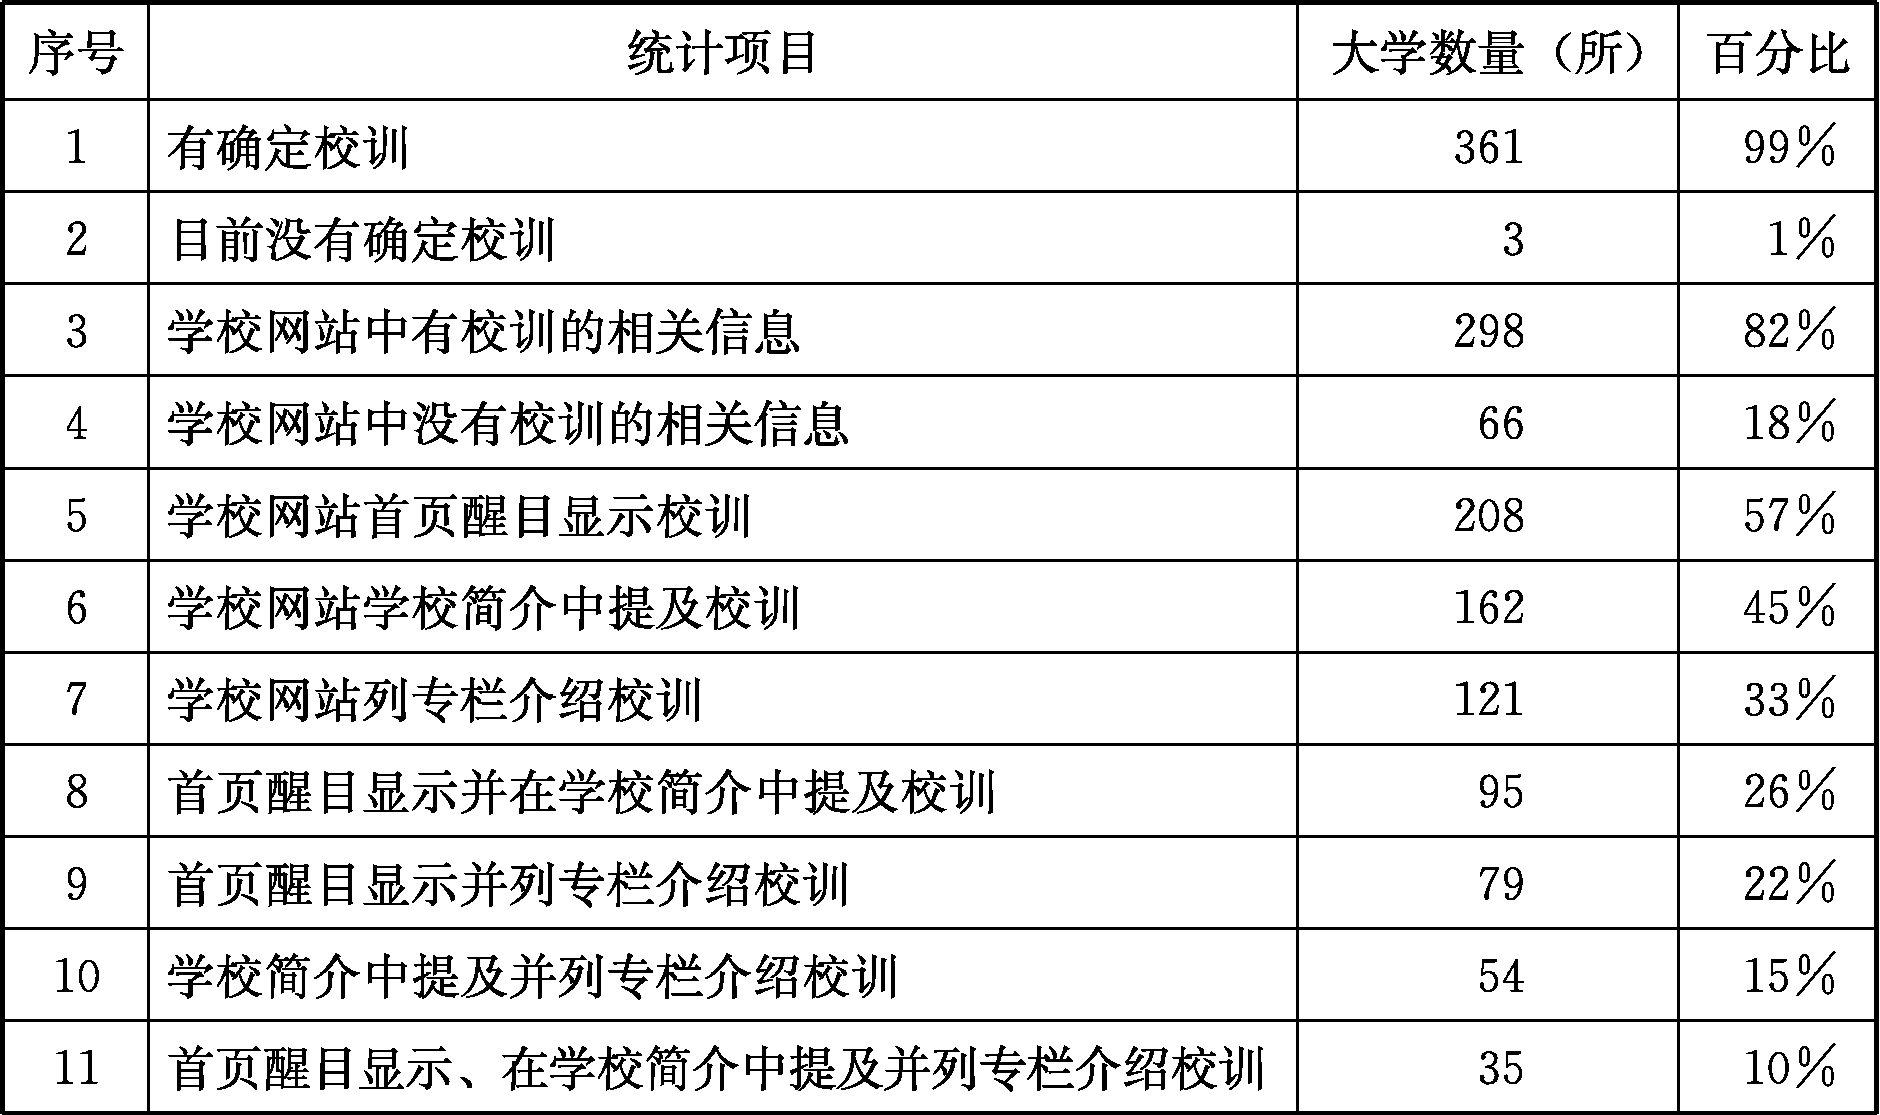 序号 统计项目 大学数量（所） 百分比
1 有确定校训 361 99%
2 目前没有确定校训 3 1%
3 学校网站中有校训的相关信息 298 82%
4 学校网站中没有校训的相关信息 66 18%
5 学校网站首页醒目显示校训 208 57%
6 学校网站学校简介中提及校训 162 45%
7 学校网站列专栏介绍校训 121 33%
8 首页醒目显示并在学校简介中提及校训 95 26%
9 首页醒目显示并列专栏介绍校训 79 22%
10 学校简介中提及并列专栏介绍校训 54 15%
11 首页醒目显示、在学校简介中提及并列专栏介绍校训 35 10%